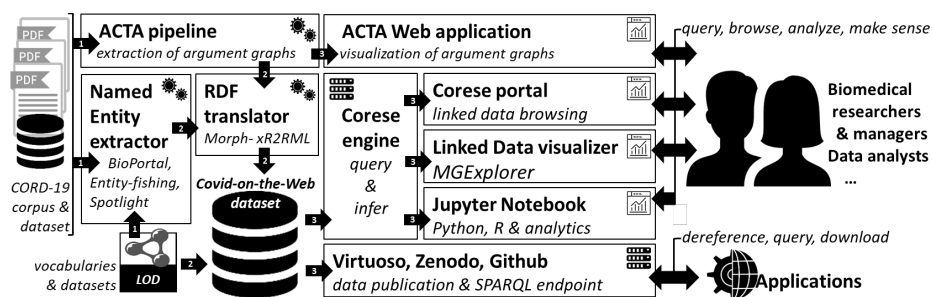 PDF
PDF
PDF
CORD-19
corpus &
dataset
1
ACTA pipeline
extraction of argument graphs
3
ACTA Web application
visualization of argument graphs
2
1
Named
Entity
extractor
BioPortal,
Entity-fishing,
Spotlight
2
RDF
translator
Morph- xR2RML
2
Covid-on-the-Web
dataset
1
vocabularies
& datasets
LOD
2
3
Corese
engine
query
&
infer
3
Corese portal
linked data browsing
3
Linked Data visualizer
MGExplorer
3
Jupyter Notebook
Python, R & analytics
3
Virtuoso, Zenodo, Github
data publication & SPARQL endpoint
query, browse, analyze, make sense
Biomedical
researchers
& managers
Data analysts
...
dereference, query, download
Applications